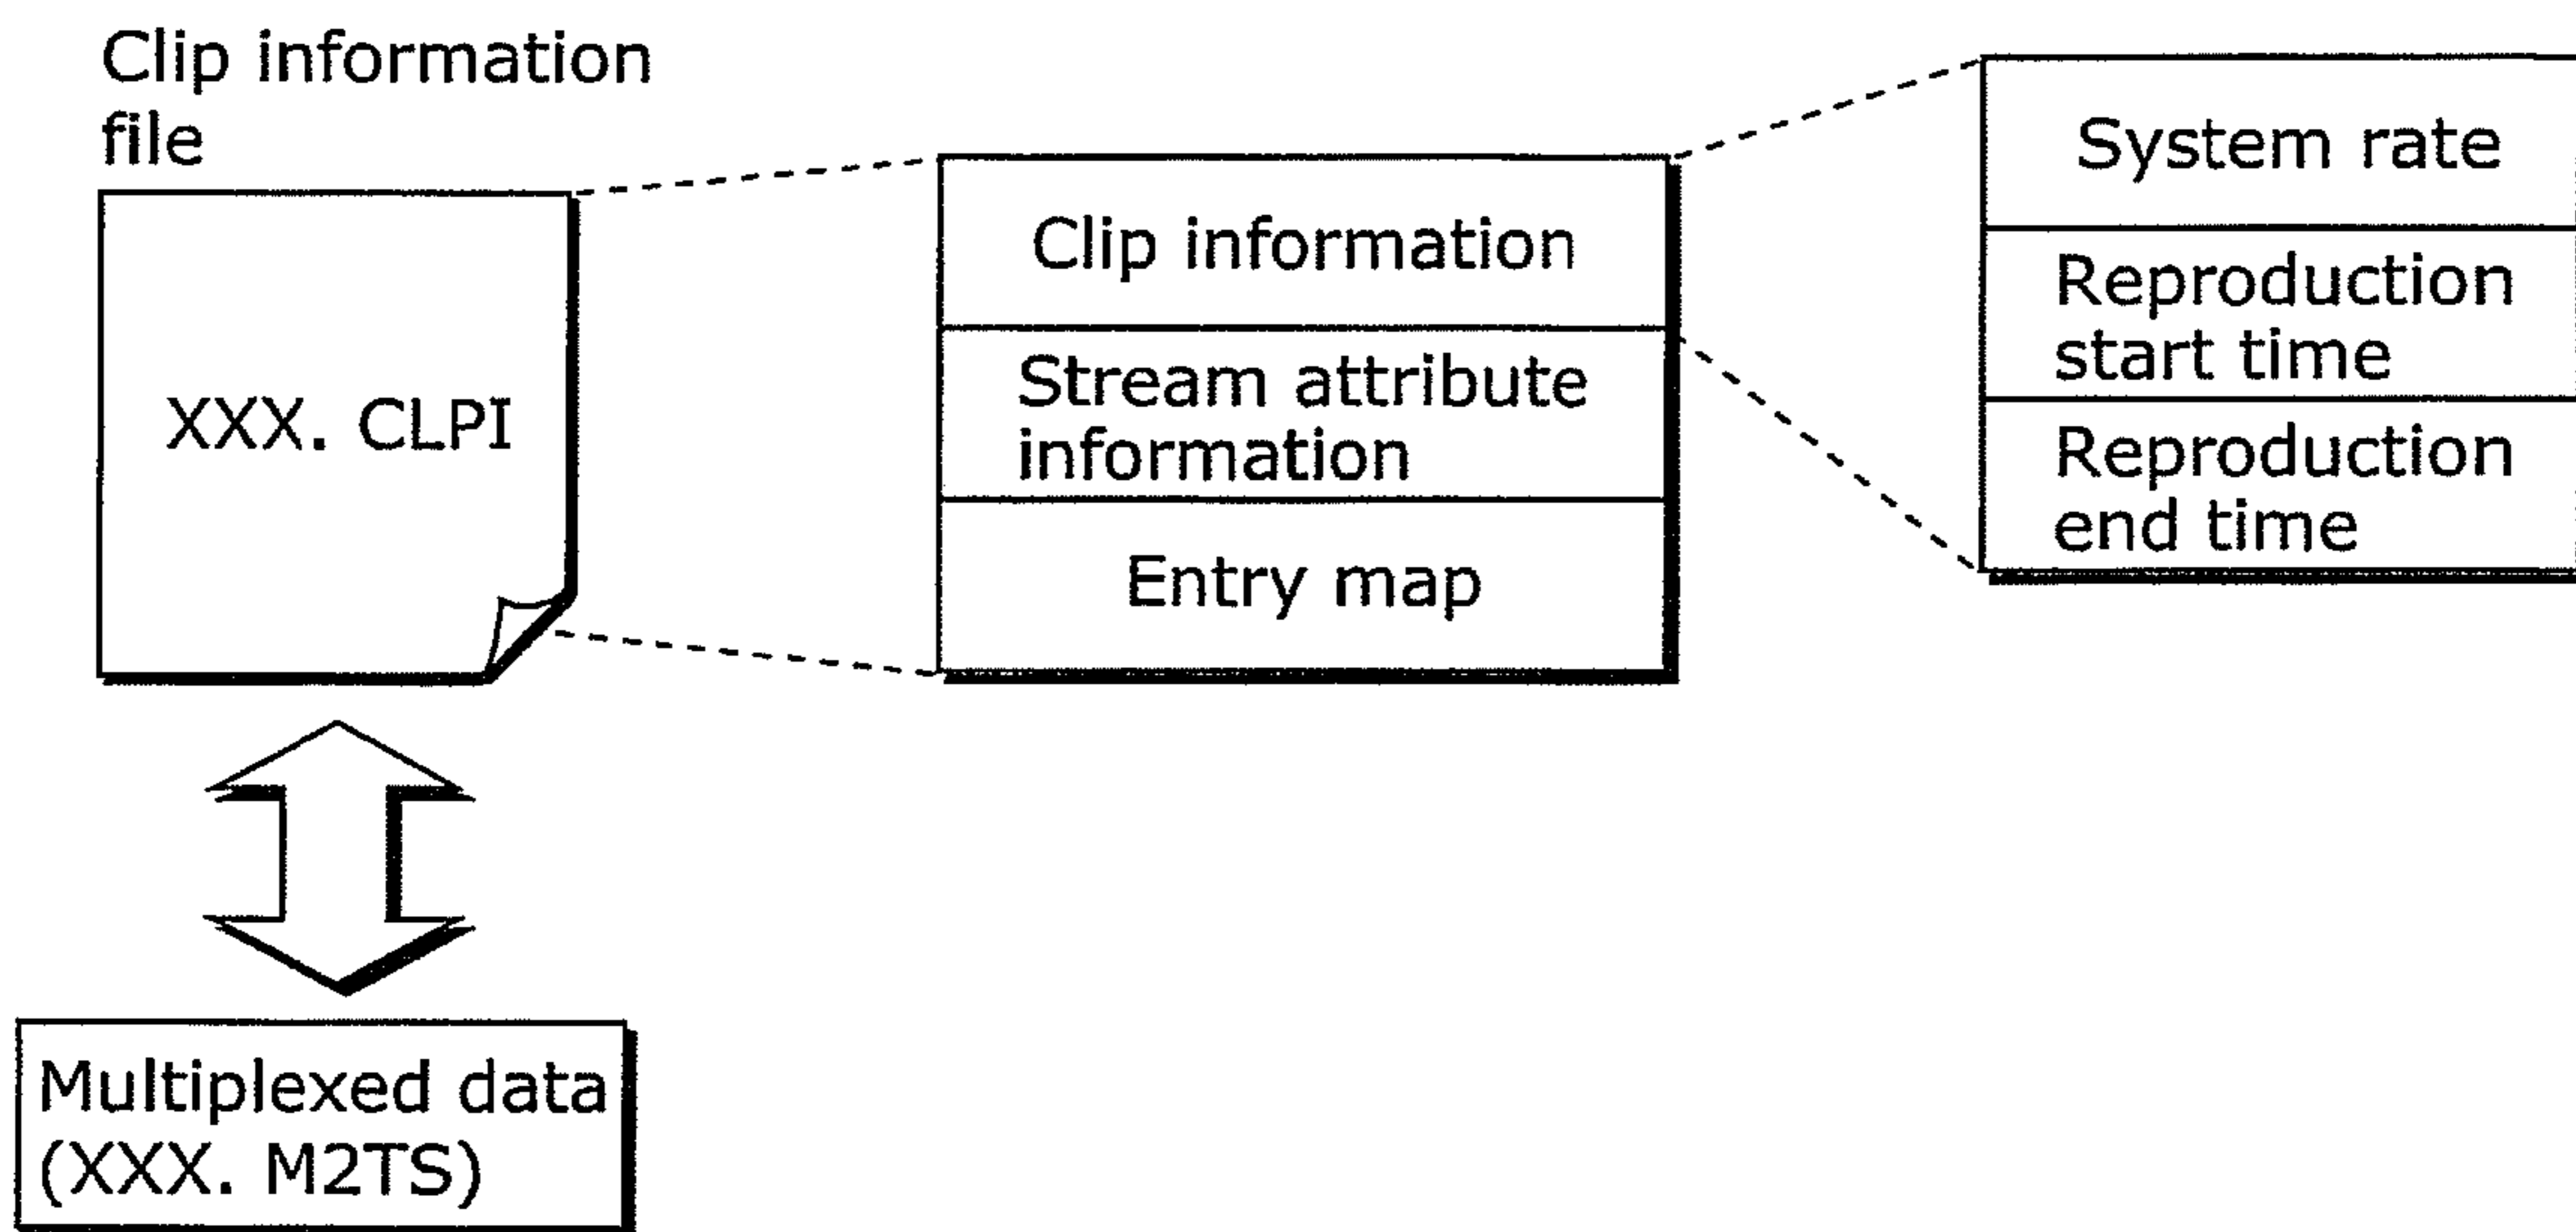 Clip information
file
XXX. CLPI
Clip information
Stream attribute
information
Entry map
System rate
Reproduction
start time
Reproduction
end time
Multiplexed data
(XXX. M2TS)